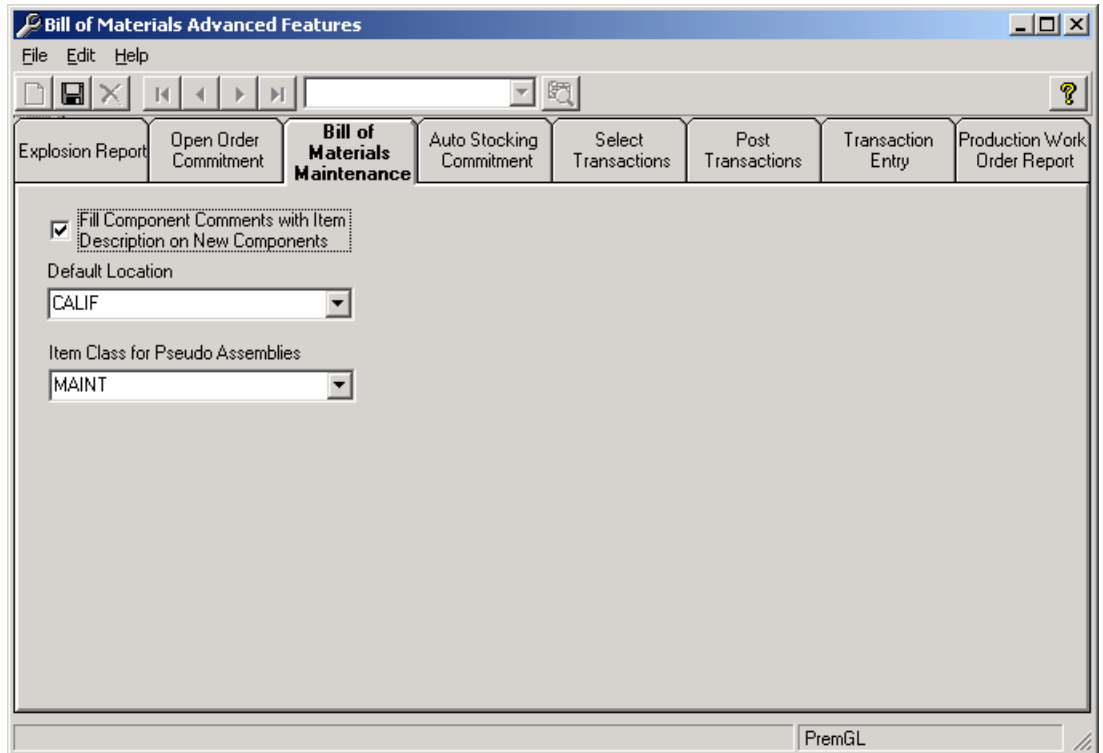 Bill of Materials Advanced Features
File Edit Help
Explosion Report
Open Order
Commitment
Bill of
Materials
Maintenance
Auto Stocking
Commitment
Select
Transactions
Post
Transactions
Transaction
Entry
Production Work
Order Report
Fill Component Comments with Item
Description on New Components
Default Location
CALIF
Item Class for Pseudo Assemblies
MAINT
PremGL